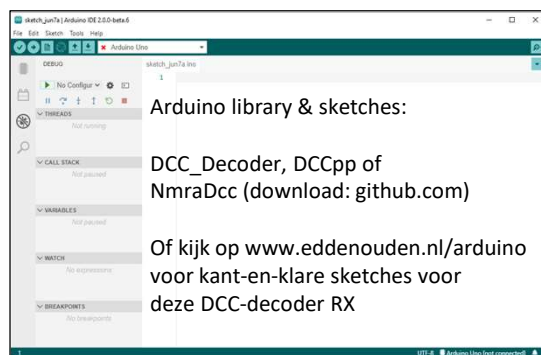 sketch_jun7a | Arduino IDE 2.0.0-beta.6
File Edit Sketch Tools Help
Arduino Uno
DEBUG
sketch_jun7a.ino
No Configur
1
THREADS
Not running
CALL STACK
Not paused
VARIABLES
Not paused
WATCH
No expressions
BREAKPOINTS
No breakpoints
Arduino library & sketches:
DCC_Decoder, DCCpp of
NmraDcc (download: github.com)
Of kijk op www.eddenouden.nl/arduino
voor kant-en-klare sketches voor
deze DCC-decoder RX
1
UTF-8 Arduino Uno [not connected]